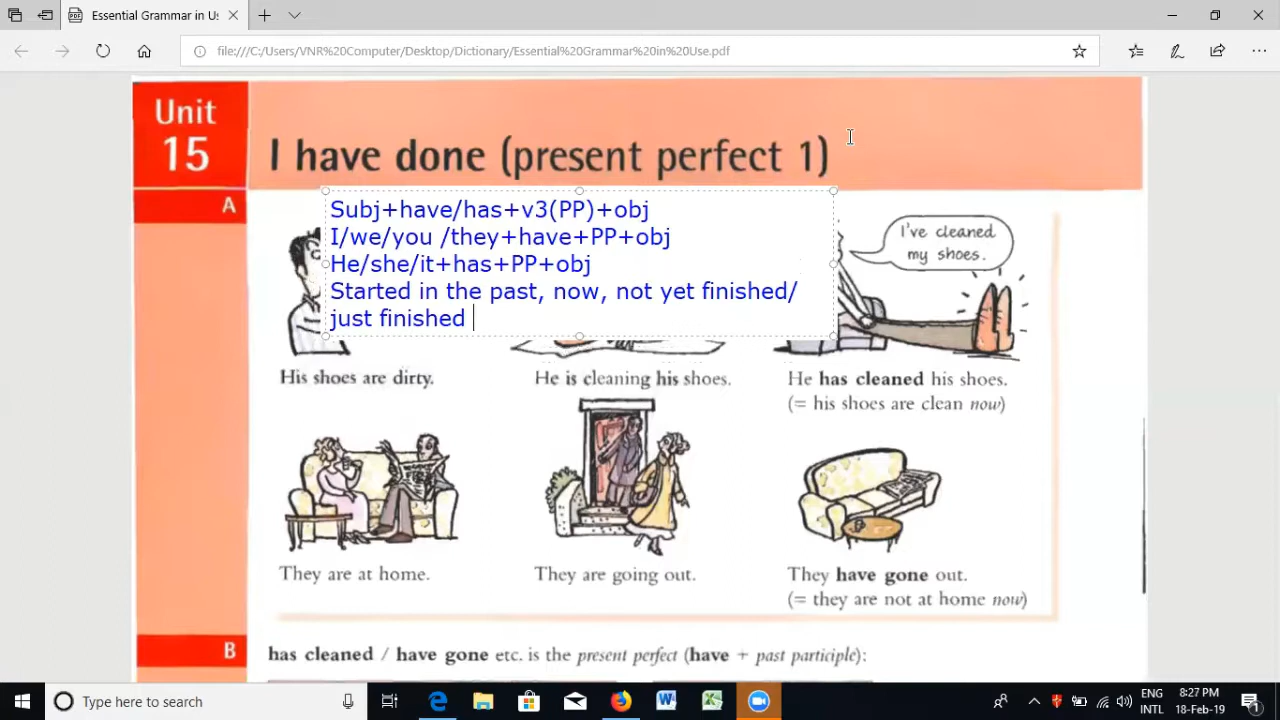 Essential Grammar in Us
file:///C:/Users/VNR%20Computer/Desktop/Dictionary/Essential%20Grammar%20in%20Use.pdf
Unit
15
I have done (present perfect 1)
A
Subj+have/has+v3(PP)+obj
I/we/you /they+have+PP+obj
He/she/it+has+PP+obj
Started in the past, now, not yet finished/
just finished
I've cleaned
my shoes.
His shoes are dirty.
He is cleaning his shoes.
He has cleaned his shoes.
(= his shoes are clean now)
They are at home.
They are going out.
They have gone out.
(= they are not at home now)
B
has cleaned / have gone etc. is the present perfect (have + past participle):
Type here to search
ENG
INTL
8:27 PM
18-Feb-19
1